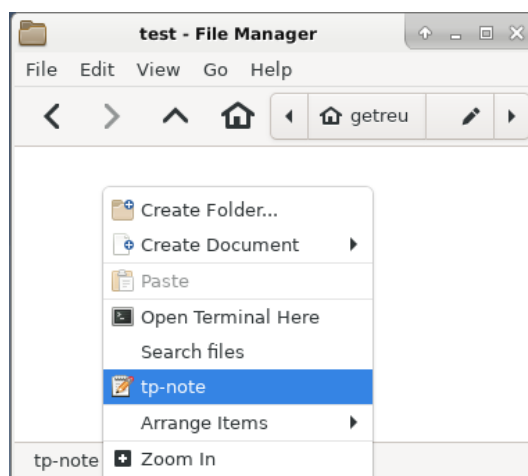 test - File Manager
File Edit View Go Help
getreu
Create Folder...
Create Document
Paste
Open Terminal Here
Search files
tp-note
Arrange Items
tp-note
Zoom In